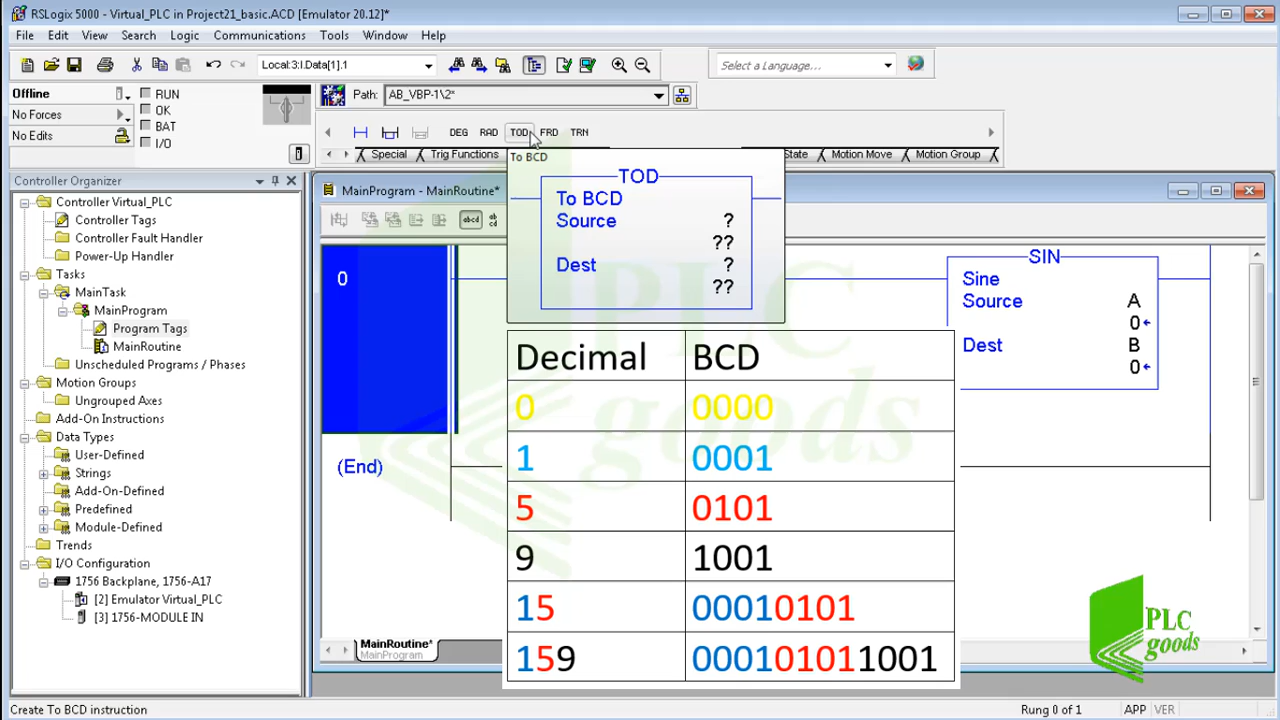 RSLogix 5000 - Virtual_PLC in Project21_basic.ACD [Emulator 20.12]*
File Edit View Search Logic Communications Tools Window Help
Local:3:I.Data[1].1
Select a Language...
Offline
RUN
No Forces
OK
No Edits
BAT
I/O
Path: AB_VBP-1\2*
DEG RAD TOD FRD TRN
Special Trig Functions State Motion Move Motion Group
To BCD
TOD
To BCD
Source ?
??
Dest ?
??
Controller Organizer
Controller Virtual_PLC
Controller Tags
Controller Fault Handler
Power-Up Handler
Tasks
MainTask
MainProgram
Program Tags
MainRoutine
Unscheduled Programs / Phases
Motion Groups
Ungrouped Axes
Add-On Instructions
Data Types
User-Defined
Strings
Add-On-Defined
Predefined
Module-Defined
Trends
I/O Configuration
1756 Backplane, 1756-A17
[2] Emulator Virtual_PLC
[3] 1756-MODULE IN
MainProgram - MainRoutine*
abcd
ab
cd
0
(End)
SIN
Sine
Source A
0
Dest B
0
Decimal BCD
0 0000
1 0001
5 0101
9 1001
15 00010101
159 000101011001
PLC
goods
PLC
goods
MainRoutine*
MainProgram
Create To BCD instruction
Rung 0 of 1 APP VER